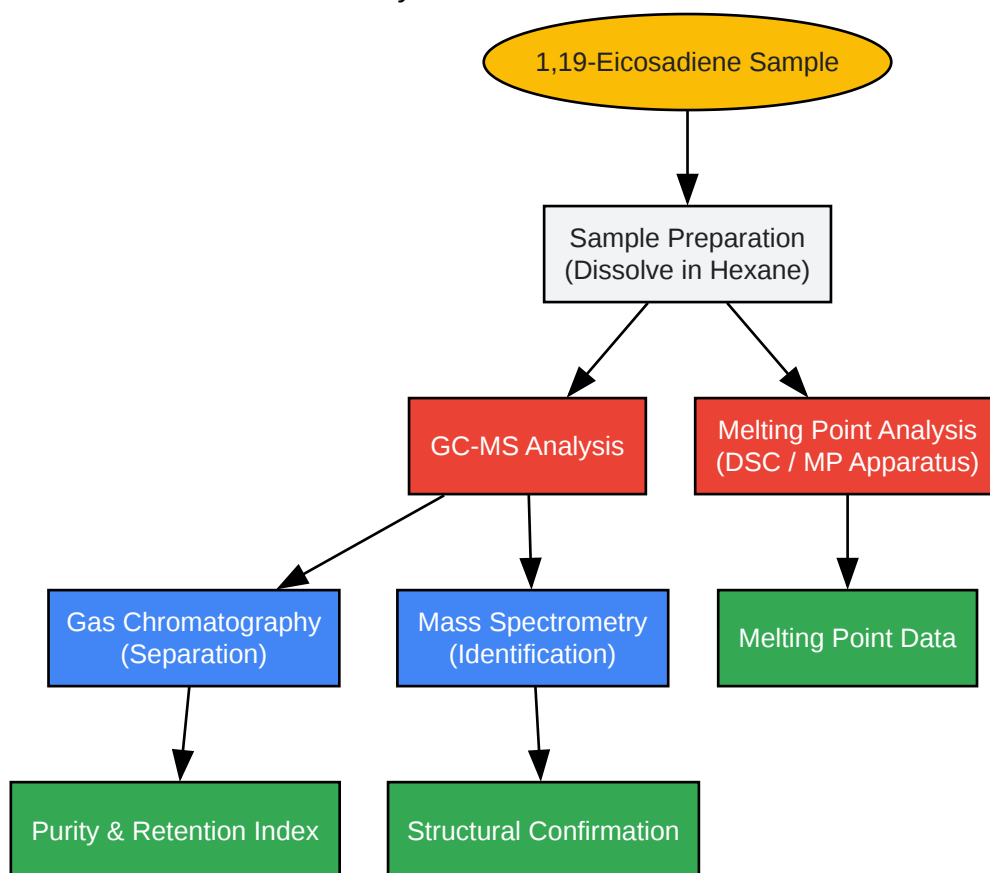 1,19-Eicosadiene Sample
Sample Preparation
(Dissolve in Hexane)
GC-MS Analysis
Melting Point Analysis
(DSC / MP Apparatus)
Gas Chromatography
(Separation)
Mass Spectrometry
(Identification)
Melting Point Data
Purity & Retention Index
Structural Confirmation